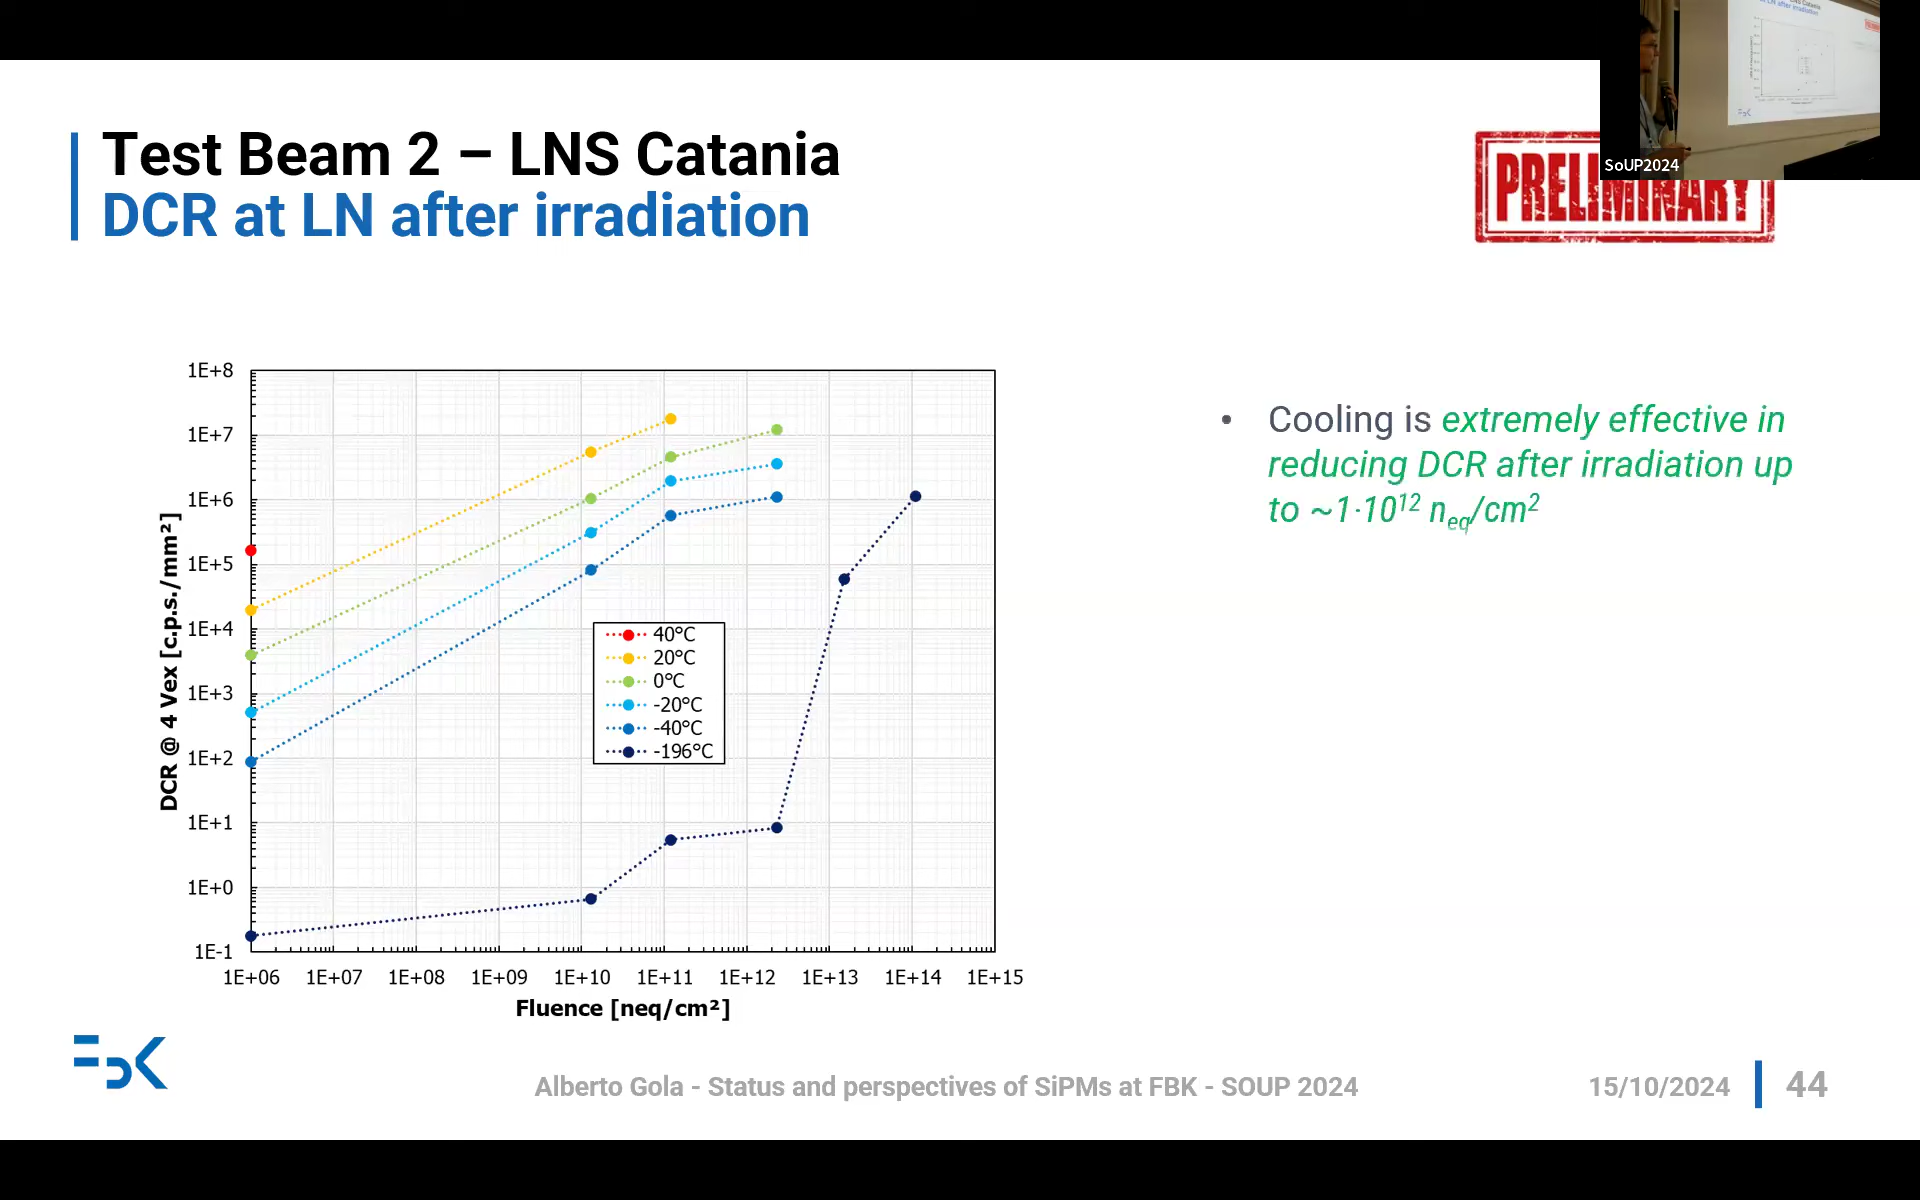 SoUP2024
Test Beam 2 – LNS Catania
DCR at LN after irradiation
PRELIMINARY
DCR @ 4 Vex [c.p.s./mm²]
1E+8
1E+7
1E+6
1E+5
1E+4
1E+3
1E+2
1E+1
1E+0
1E-1
40°C
20°C
0°C
-20°C
-40°C
-196°C
1E+06 1E+07 1E+08 1E+09 1E+10 1E+11 1E+12 1E+13 1E+14 1E+15
Fluence [neq/cm²]
• Cooling is extremely effective in
reducing DCR after irradiation up
to ~1·10¹² n_eq/cm²
FBK
Alberto Gola - Status and perspectives of SiPMs at FBK - SOUP 2024
15/10/2024
44